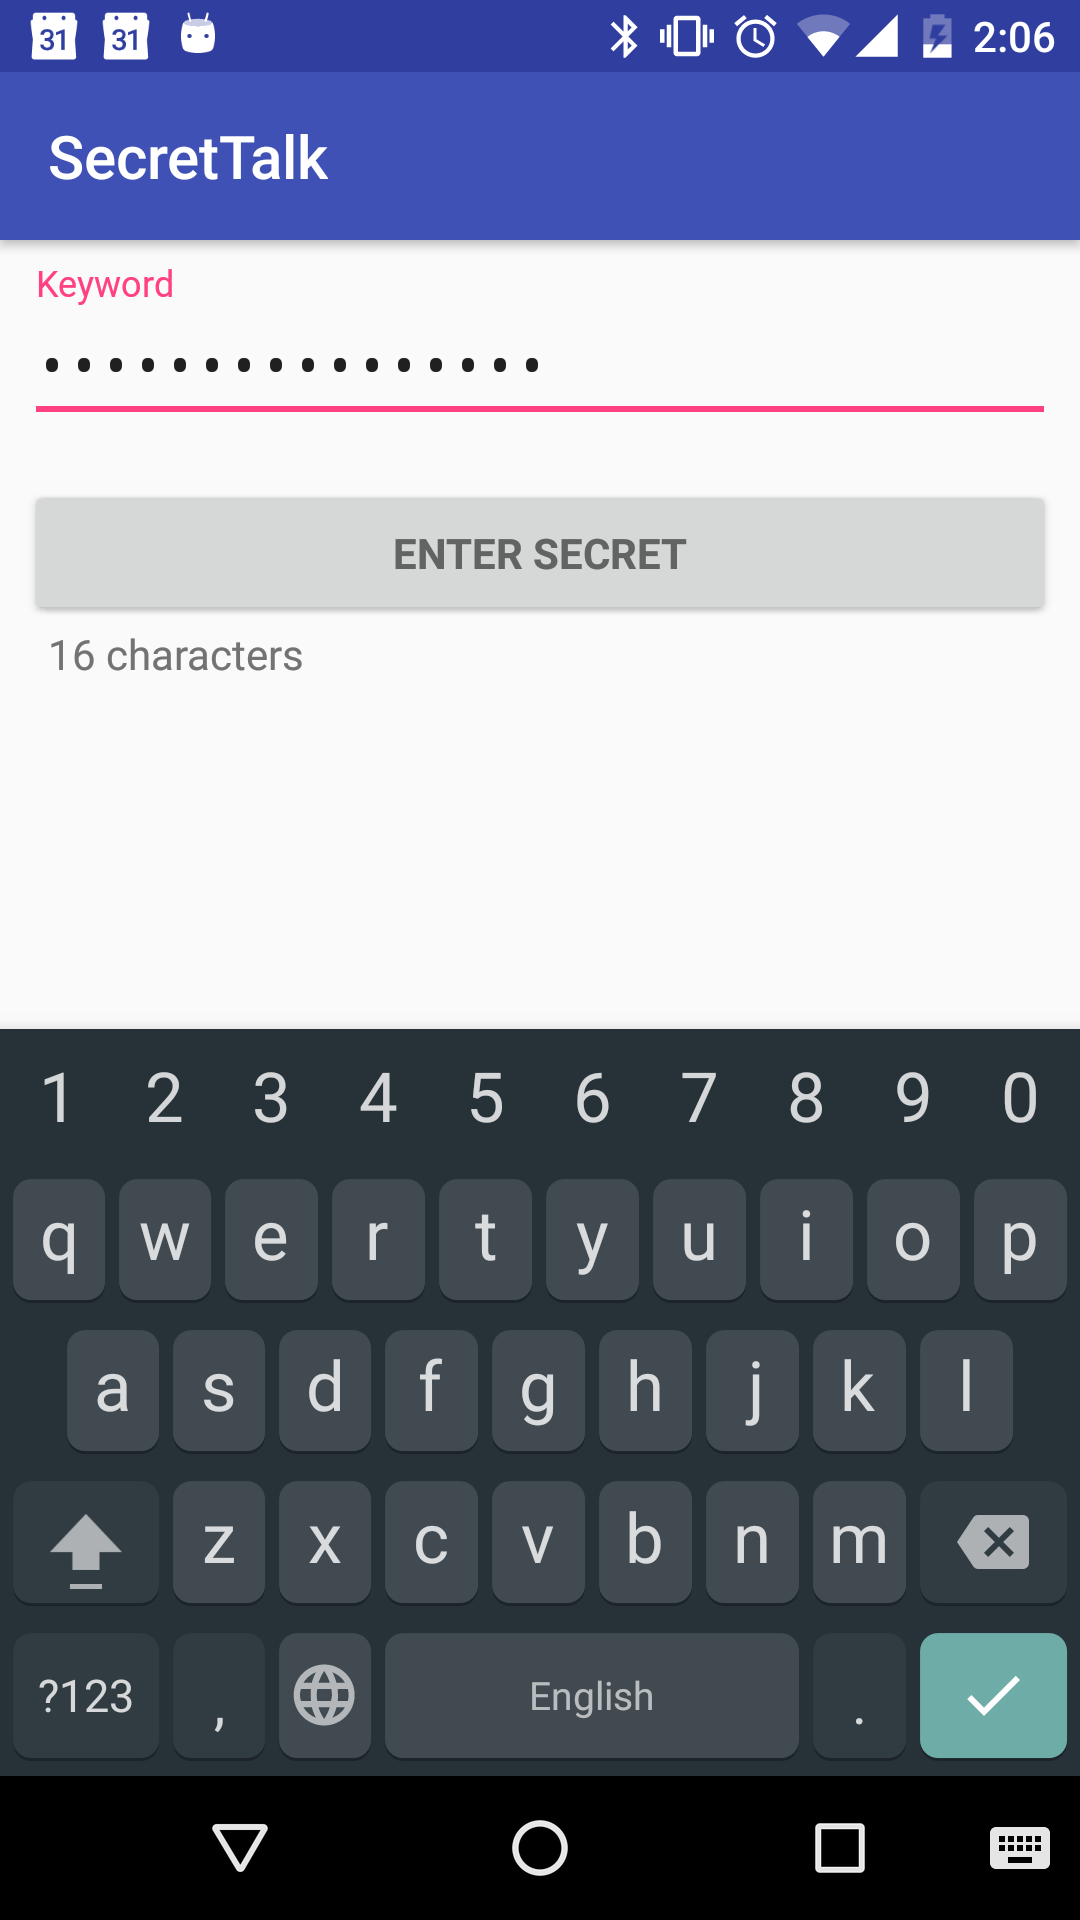 31 31 2:06
SecretTalk
Keyword
••••••••••••••••
ENTER SECRET
16 characters
1 2 3 4 5 6 7 8 9 0
q w e r t y u i o p
a s d f g h j k l
z x c v b n m
?123 , English .